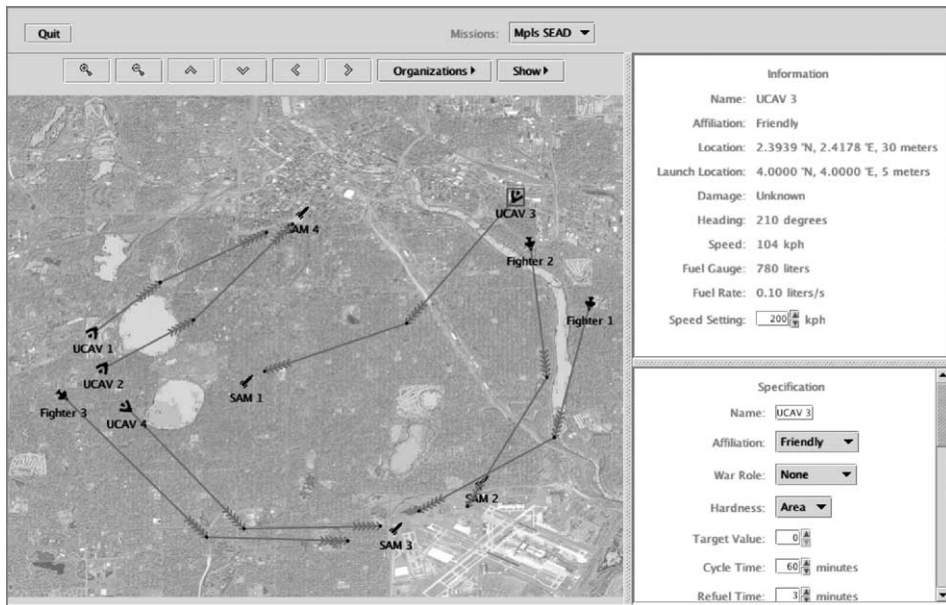 Quit
Missions: Mpls SEAD
Organizations
Show
AM 4
UCAV 3
Fighter 2
Fighter 1
UCAV 1
UCAV 2
SAM 1
Fighter 3
UCAV 4
SAM 2
SAM 3
Information
Name: UCAV 3
Affiliation: Friendly
Location: 2.3939 °N, 2.4178 °E, 30 meters
Launch Location: 4.0000 °N, 4.0000 °E, 5 meters
Damage: Unknown
Heading: 210 degrees
Speed: 104 kph
Fuel Gauge: 780 liters
Fuel Rate: 0.10 liters/s
Speed Setting: 200 kph
Specification
Name: UCAV 3
Affiliation: Friendly
War Role: None
Hardness: Area
Target Value: 0
Cycle Time: 60 minutes
Refuel Time: 3 minutes